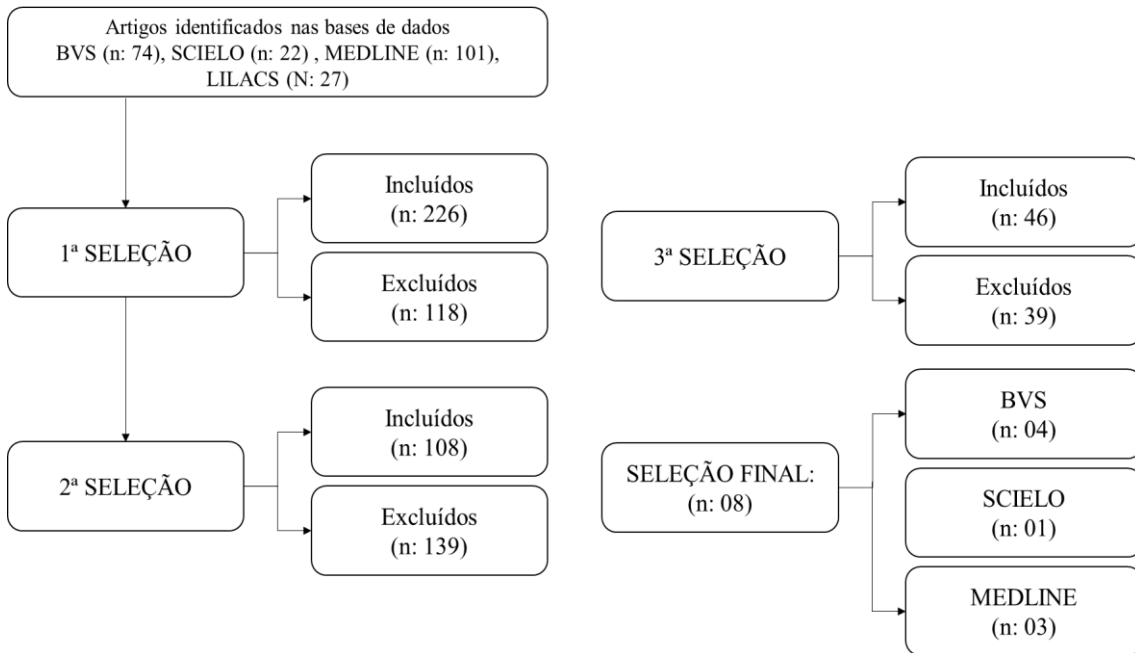 Artigos identificados nas bases de dados
BVS (n: 74), SCIELO (n: 22) , MEDLINE (n: 101),
LILACS (N: 27)
1ª SELEÇÃO
Incluídos
(n: 226)
Excluídos
(n: 118)
2ª SELEÇÃO
Incluídos
(n: 108)
Excluídos
(n: 139)
3ª SELEÇÃO
Incluídos
(n: 46)
Excluídos
(n: 39)
SELEÇÃO FINAL:
(n: 08)
BVS
(n: 04)
SCIELO
(n: 01)
MEDLINE
(n: 03)